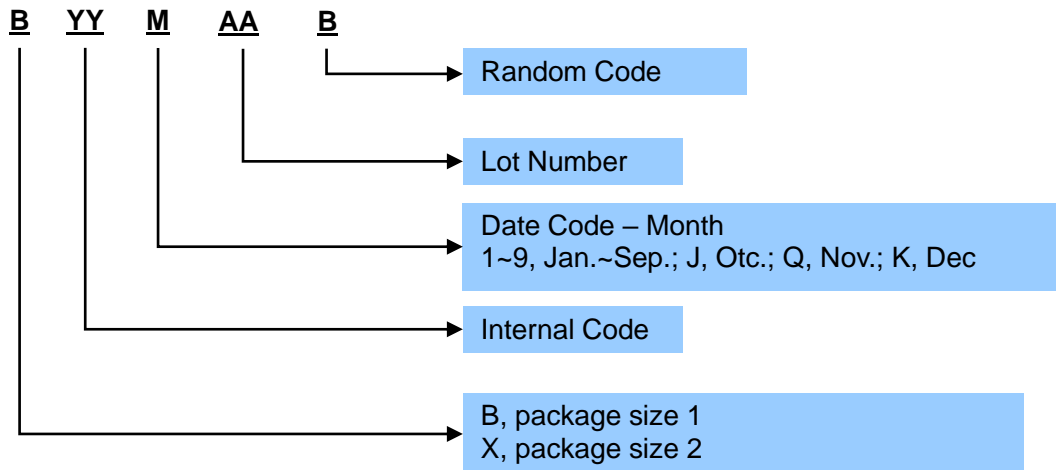 B YY M AA B
Random Code
Lot Number
Date Code – Month
1~9, Jan.~Sep.; J, Otc.; Q, Nov.; K, Dec
Internal Code
B, package size 1
X, package size 2